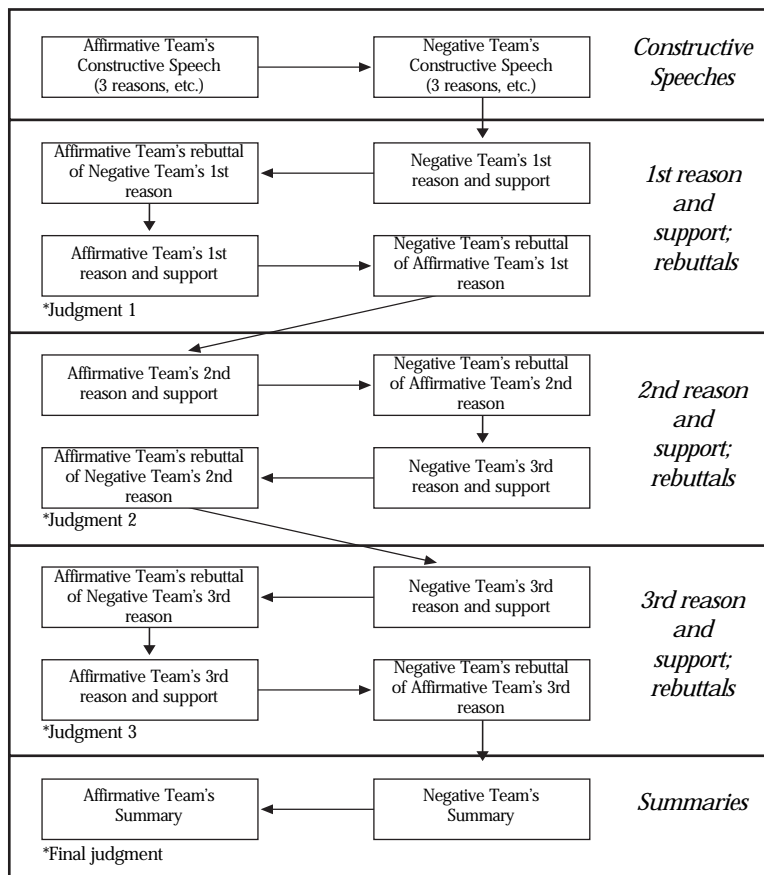 Affirmative Team's
Constructive Speech
(3 reasons, etc.)
Negative Team's
Constructive Speech
(3 reasons, etc.)
Constructive
Speeches
Affirmative Team's rebuttal
of Negative Team's 1st
reason
Negative Team's 1st
reason and support
Affirmative Team's 1st
reason and support
Negative Team's rebuttal
of Affirmative Team's 1st
reason
*Judgment 1
1st reason
and
support;
rebuttals
Affirmative Team's 2nd
reason and support
Negative Team's rebuttal
of Affirmative Team's 2nd
reason
Affirmative Team's rebuttal
of Negative Team's 2nd
reason
Negative Team's 3rd
reason and support
*Judgment 2
2nd reason
and
support;
rebuttals
Affirmative Team's rebuttal
of Negative Team's 3rd
reason
Negative Team's 3rd
reason and support
Affirmative Team's 3rd
reason and support
Negative Team's rebuttal
of Affirmative Team's 3rd
reason
*Judgment 3
3rd reason
and
support;
rebuttals
Affirmative Team's
Summary
Negative Team's
Summary
Summaries
*Final judgment